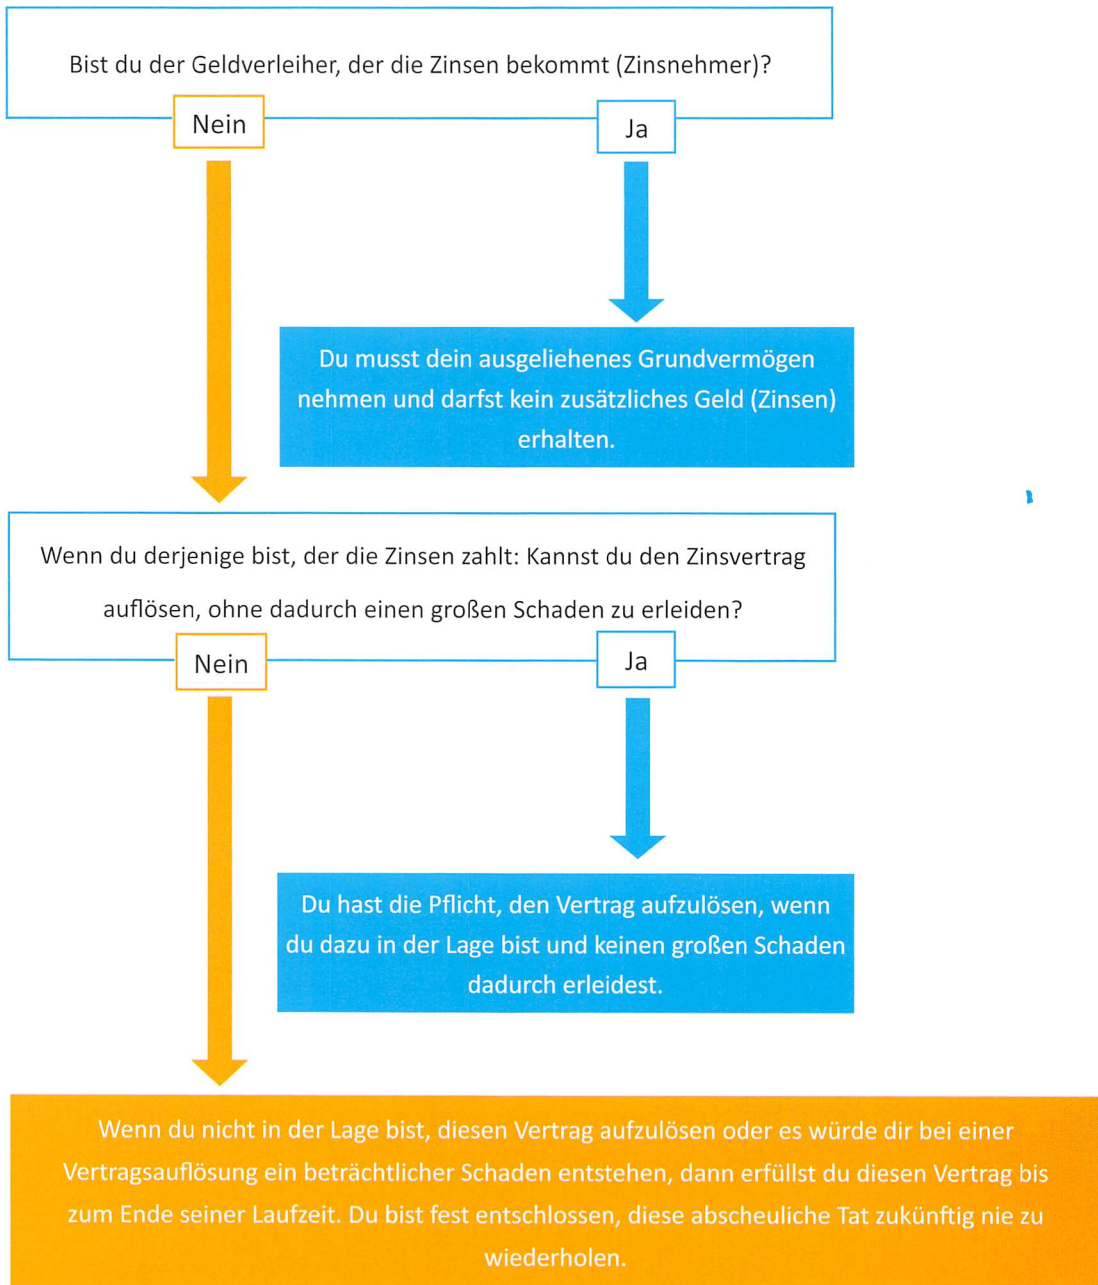 Bist du der Geldverleiher, der die Zinsen bekommt (Zinsnehmer)?
Nein
Ja
Du musst dein ausgeliehenes Grundvermögen
nehmen und darfst kein zusätzliches Geld (Zinsen)
erhalten.
Wenn du derjenige bist, der die Zinsen zahlt: Kannst du den Zinsvertrag
auflösen, ohne dadurch einen großen Schaden zu erleiden?
Nein
Ja
Du hast die Pflicht, den Vertrag aufzulösen, wenn
du dazu in der Lage bist und keinen großen Schaden
dadurch erleidest.
Wenn du nicht in der Lage bist, diesen Vertrag aufzulösen oder es würde dir bei einer
Vertragsauflösung ein beträchtlicher Schaden entstehen, dann erfüllst du diesen Vertrag bis
zum Ende seiner Laufzeit. Du bist fest entschlossen, diese abscheuliche Tat zukünftig nie zu
wiederholen.